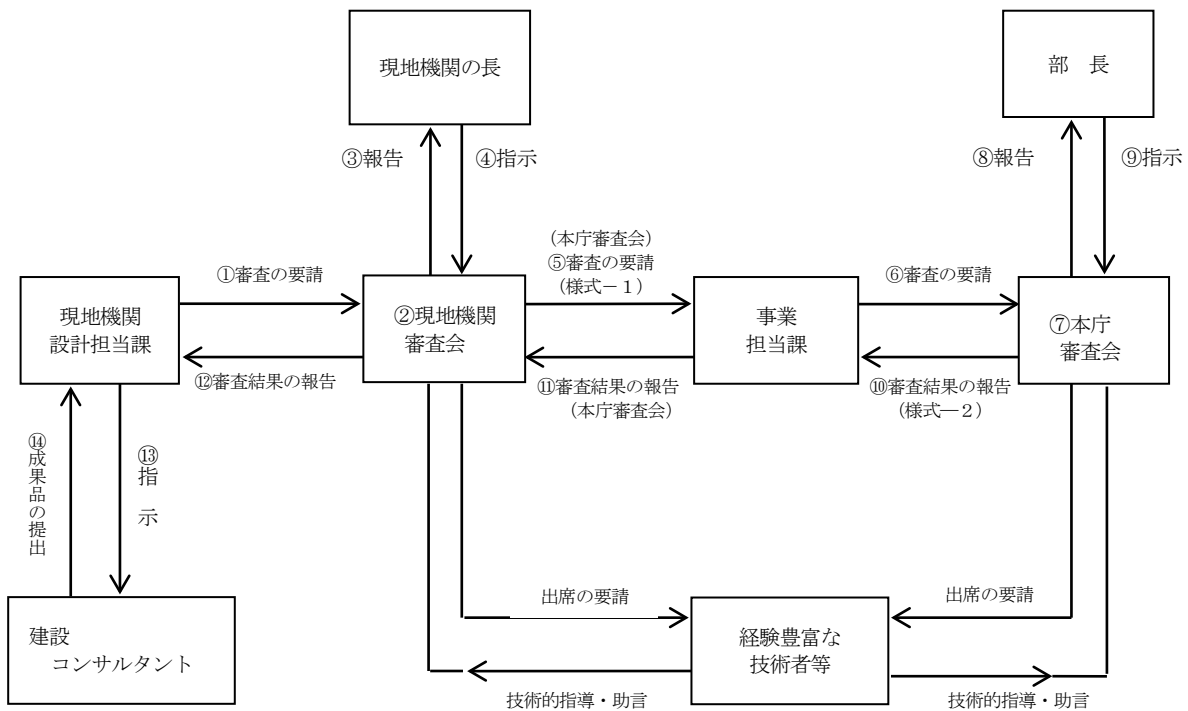 現地機関の長
部　長
③報告
④指示
⑧報告
⑨指示
（本庁審査会）
⑤審査の要請
（様式－１）
①審査の要請
⑥審査の要請
現地機関
設計担当課
②現地機関
審査会
事業
担当課
⑦本庁
審査会
⑫審査結果の報告
⑪審査結果の報告
（本庁審査会）
⑩審査結果の報告
（様式―２）
⑭成果品の提出
⑬指　示
出席の要請
出席の要請
建設
コンサルタント
経験豊富な
技術者等
技術的指導・助言
技術的指導・助言